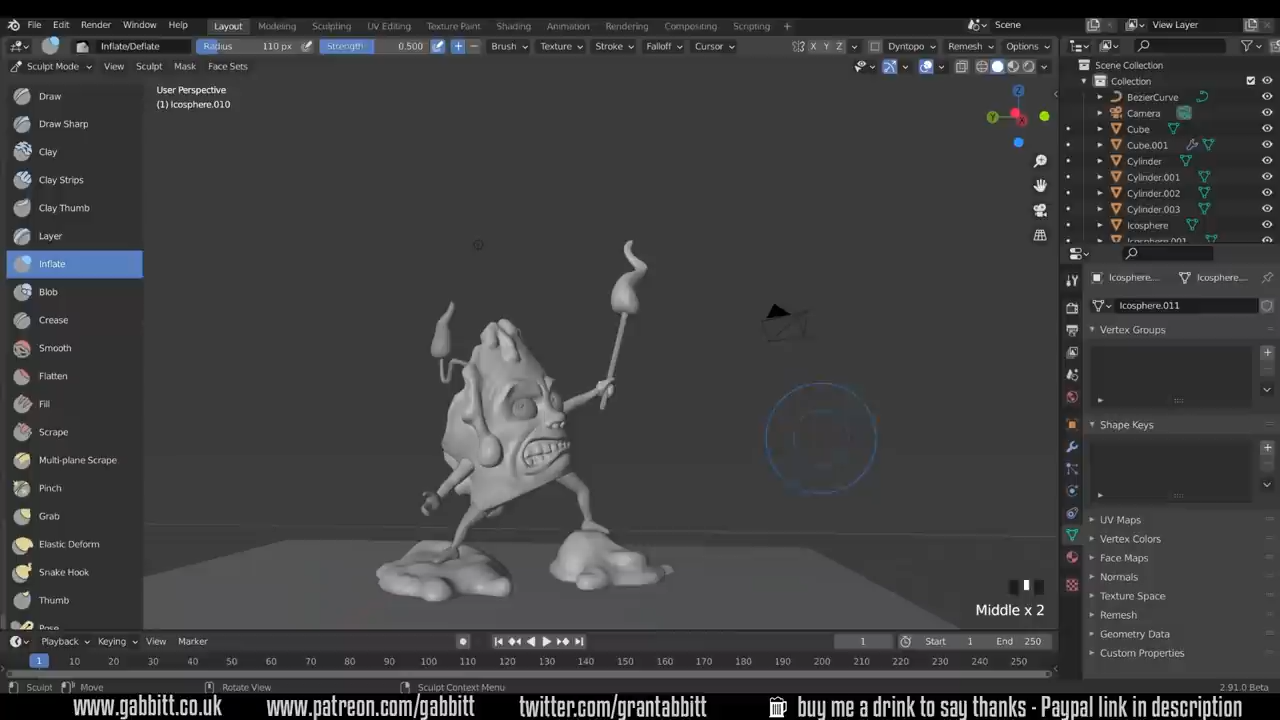 File Edit Render Window Help Layout Modeling Sculpting UV Editing Texture Paint Shading Animation Rendering Compositing Scripting + Scene View Layer
Inflate/Deflate Radius 110 px Strength 0.500 Brush Texture Stroke Falloff Cursor X Y Z Dyntopo Remesh Options
Sculpt Mode View Sculpt Mask Face Sets
User Perspective
(1) Icosphere.010
Draw
Draw Sharp
Clay
Clay Strips
Clay Thumb
Layer
Inflate
Blob
Crease
Smooth
Flatten
Fill
Scrape
Multi-plane Scrape
Pinch
Grab
Elastic Deform
Snake Hook
Thumb
Pose
Z
Y
X
Middle x 2
Scene Collection
Collection
BezierCurve
Camera
Cube
Cube.001
Cylinder
Cylinder.001
Cylinder.002
Cylinder.003
Icosphere
Icosphere.001
Icosphere... Icosphere...
Icosphere.011
Vertex Groups
Shape Keys
UV Maps
Vertex Colors
Face Maps
Normals
Texture Space
Remesh
Geometry Data
Custom Properties
Playback Keying View Marker 1 Start 1 End 250
1 10 20 30 40 50 60 70 80 90 100 110 120 130 140 150 160 170 180 190 200 210 220 230 240 250
Sculpt Move Rotate View Sculpt Context Menu 2.91.0 Beta
www.gabbitt.co.uk www.patreon.com/gabbitt twitter.com/grantabbitt buy me a drink to say thanks - Paypal link in description